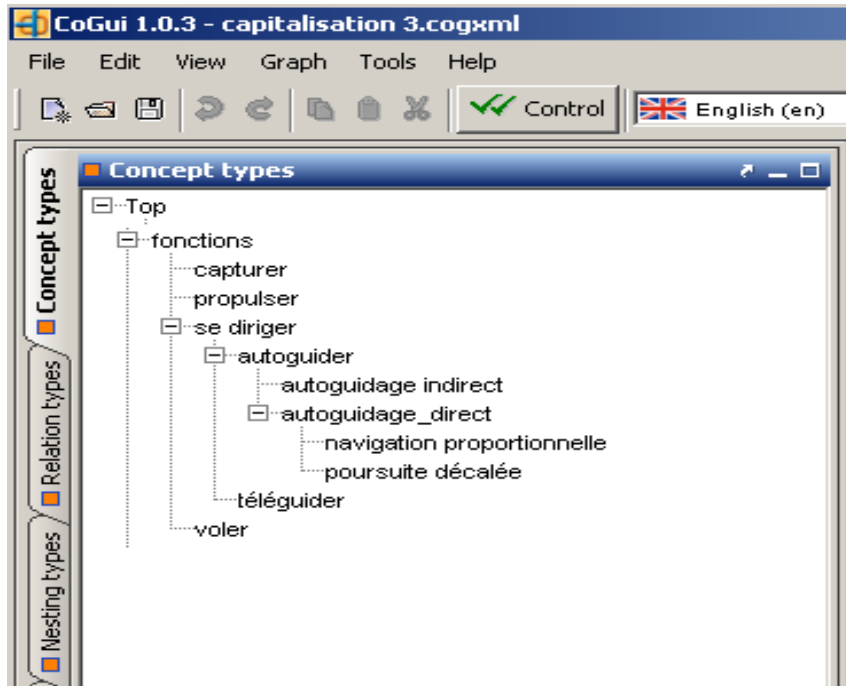 CoGui 1.0.3 - capitalisation 3.cogxml
File Edit View Graph Tools Help
Control English (en)
Concept types
Relation types
Nesting types
Concept types
Top
fonctions
capturer
propulser
se diriger
autoguider
autoguidage indirect
autoguidage_direct
navigation proportionnelle
poursuite décalée
téléguider
voler